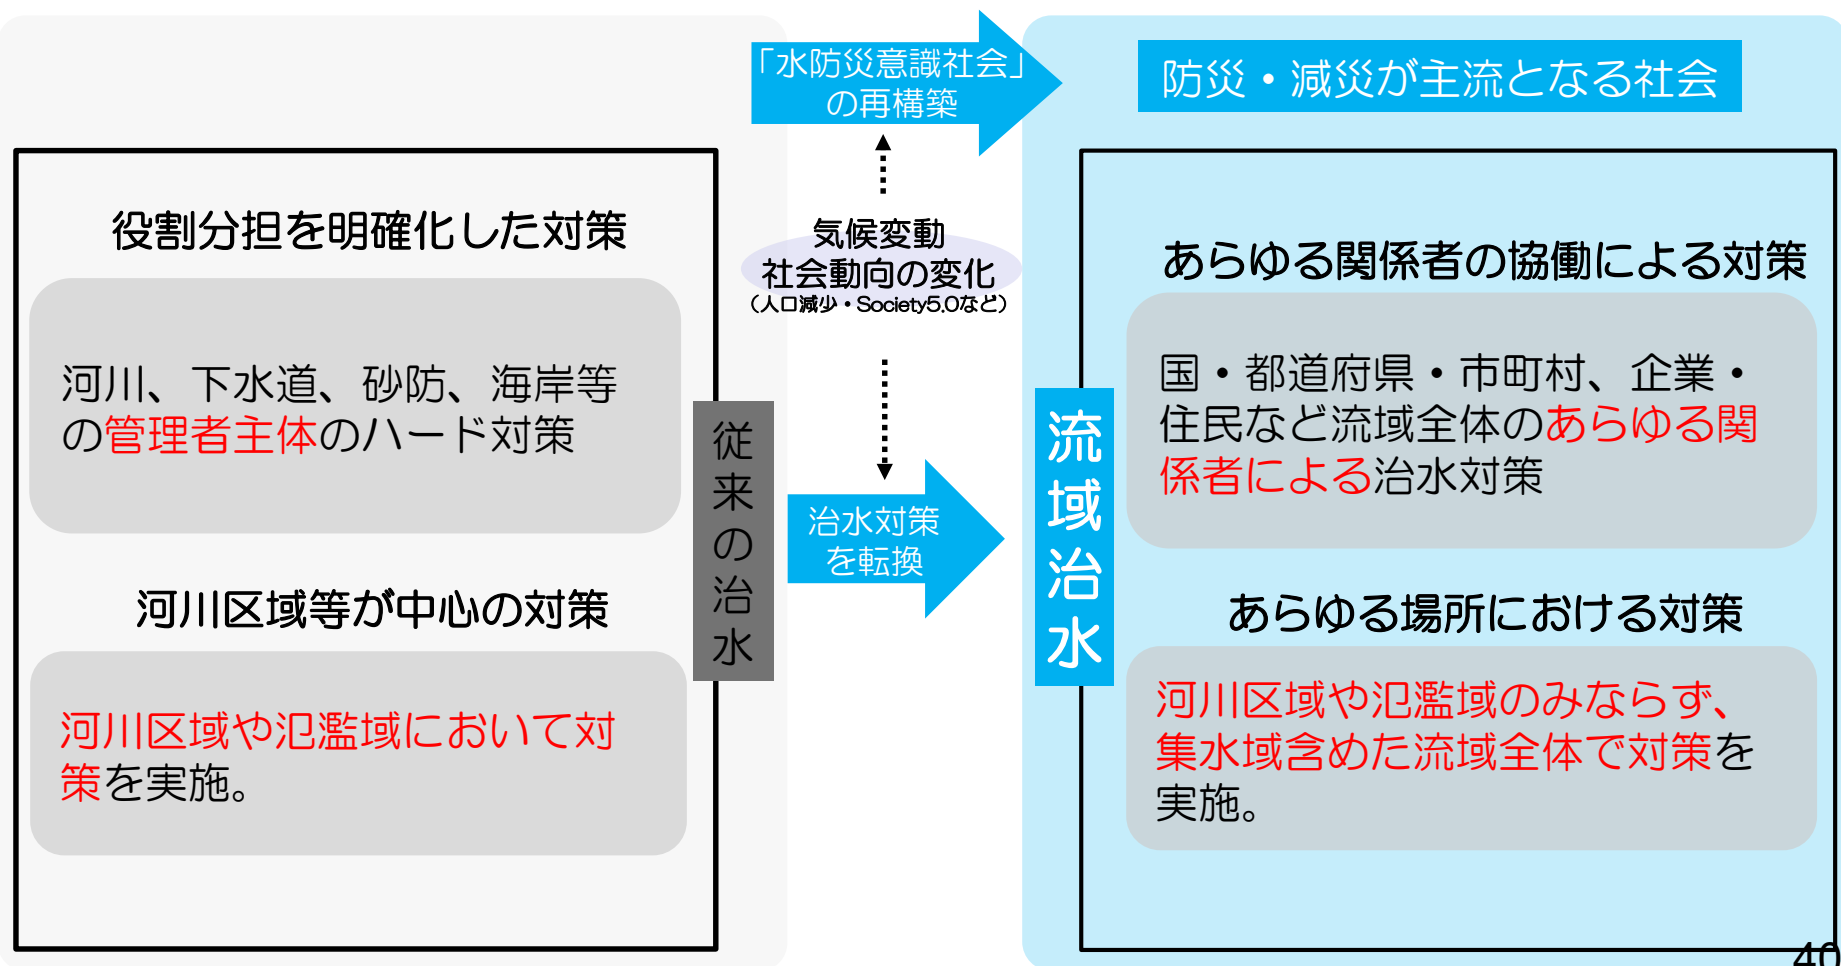 「水防災意識社会」
の再構築
防災・減災が主流となる社会
役割分担を明確化した対策
河川、下水道、砂防、海岸等
の管理者主体のハード対策
河川区域等が中心の対策
河川区域や氾濫域において対
策を実施。
従来の治水
気候変動
社会動向の変化
（人口減少・Society5.0など）
治水対策
を転換
流域治水
あらゆる関係者の協働による対策
国・都道府県・市町村、企業・
住民など流域全体のあらゆる関
係者による治水対策
あらゆる場所における対策
河川区域や氾濫域のみならず、
集水域含めた流域全体で対策を
実施。
40